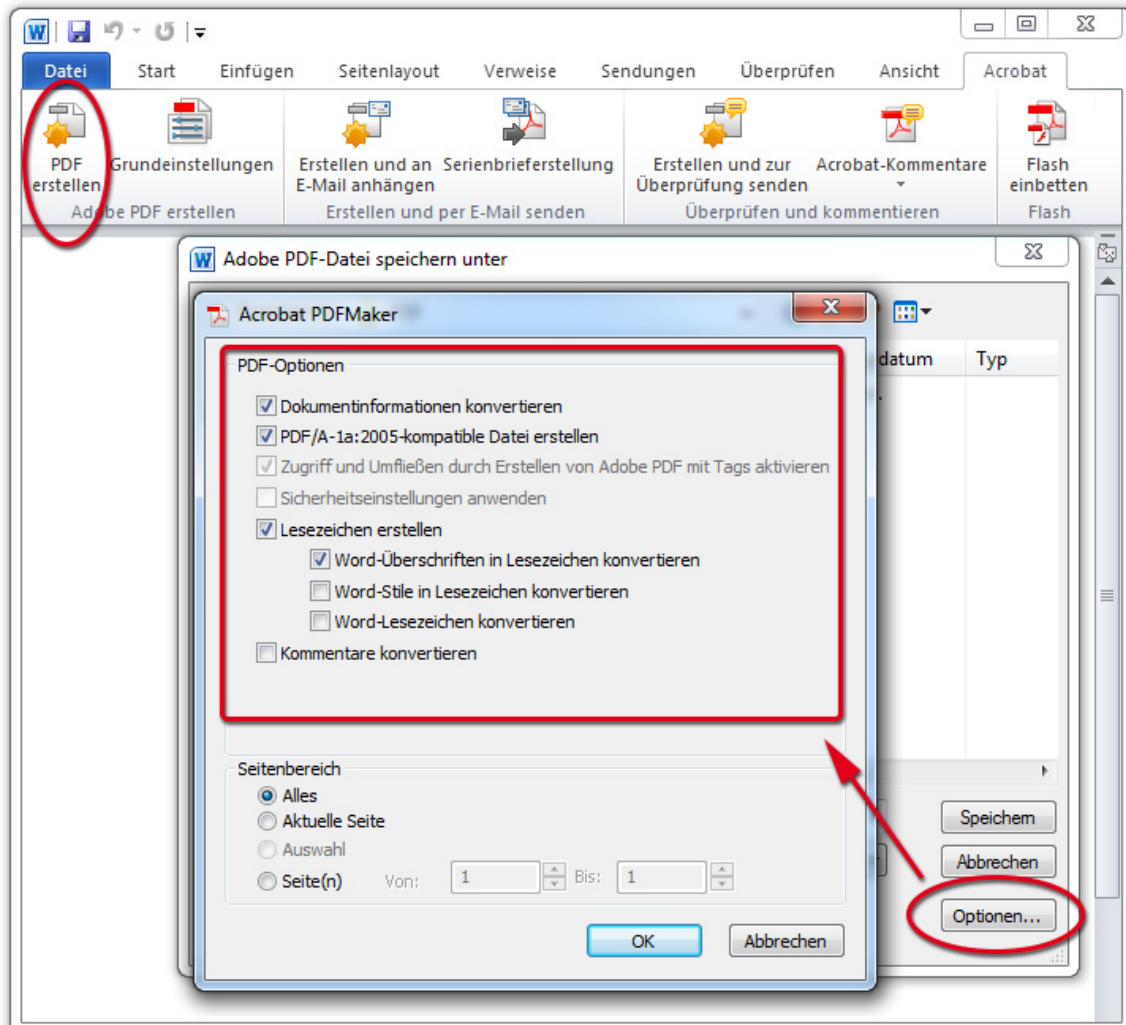 Datei Start Einfügen Seitenlayout Verweise Sendungen Überprüfen Ansicht Acrobat
PDF erstellen
Grundeinstellungen
Erstellen und an E-Mail anhängen
Serienbrieferstellung
Erstellen und zur Überprüfung senden
Acrobat-Kommentare
Flash einbetten
Adobe PDF erstellen
Erstellen und per E-Mail senden
Überprüfen und kommentieren
Flash
Adobe PDF-Datei speichern unter
Acrobat PDFMaker
datum Typ
PDF-Optionen
Dokumentinformationen konvertieren
PDF/A-1a:2005-kompatible Datei erstellen
Zugriff und Umfließen durch Erstellen von Adobe PDF mit Tags aktivieren
Sicherheitseinstellungen anwenden
Lesezeichen erstellen
Word-Überschriften in Lesezeichen konvertieren
Word-Stile in Lesezeichen konvertieren
Word-Lesezeichen konvertieren
Kommentare konvertieren
Seitenbereich
Alles
Aktuelle Seite
Auswahl
Seite(n) Von: 1 Bis: 1
OK Abbrechen
Speichern
Abbrechen
Optionen...